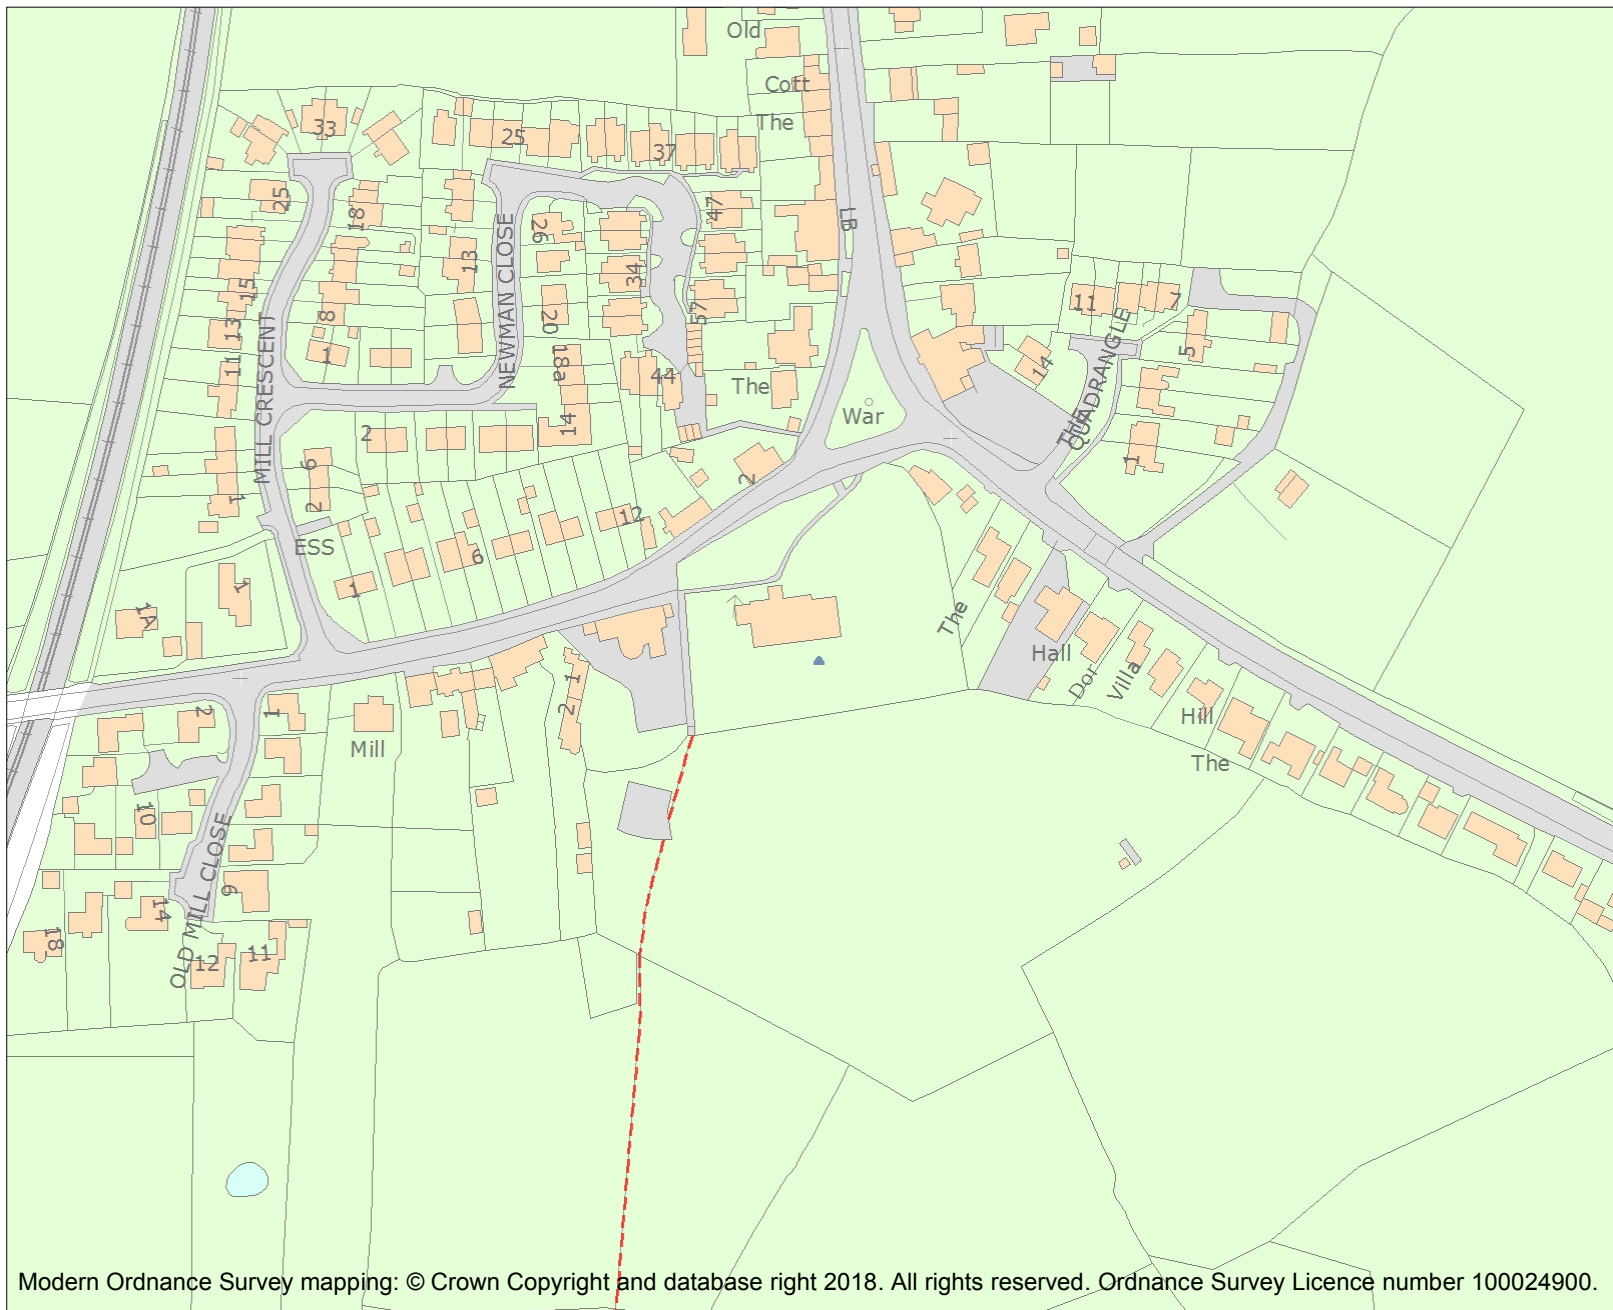 Old
Cott
The
33
25
37
25
18
47
LB
26
NEWMAN CLOSE
13
34
15
MILL CRESCENT
8
13
57
20
11
7
THE
QUADRANGLE
5
14
1
11
18a
44
The
War
2
14
6
2
1
12
2
1
ESS
6
1
1
1A
The
Hall
Dor
Villa
Hill
The
1
2
2
1
Mill
10
OLD MILL CLOSE
9
14
18
12
11
Modern Ordnance Survey mapping: © Crown Copyright and database right 2018. All rights reserved. Ordnance Survey Licence number 100024900.